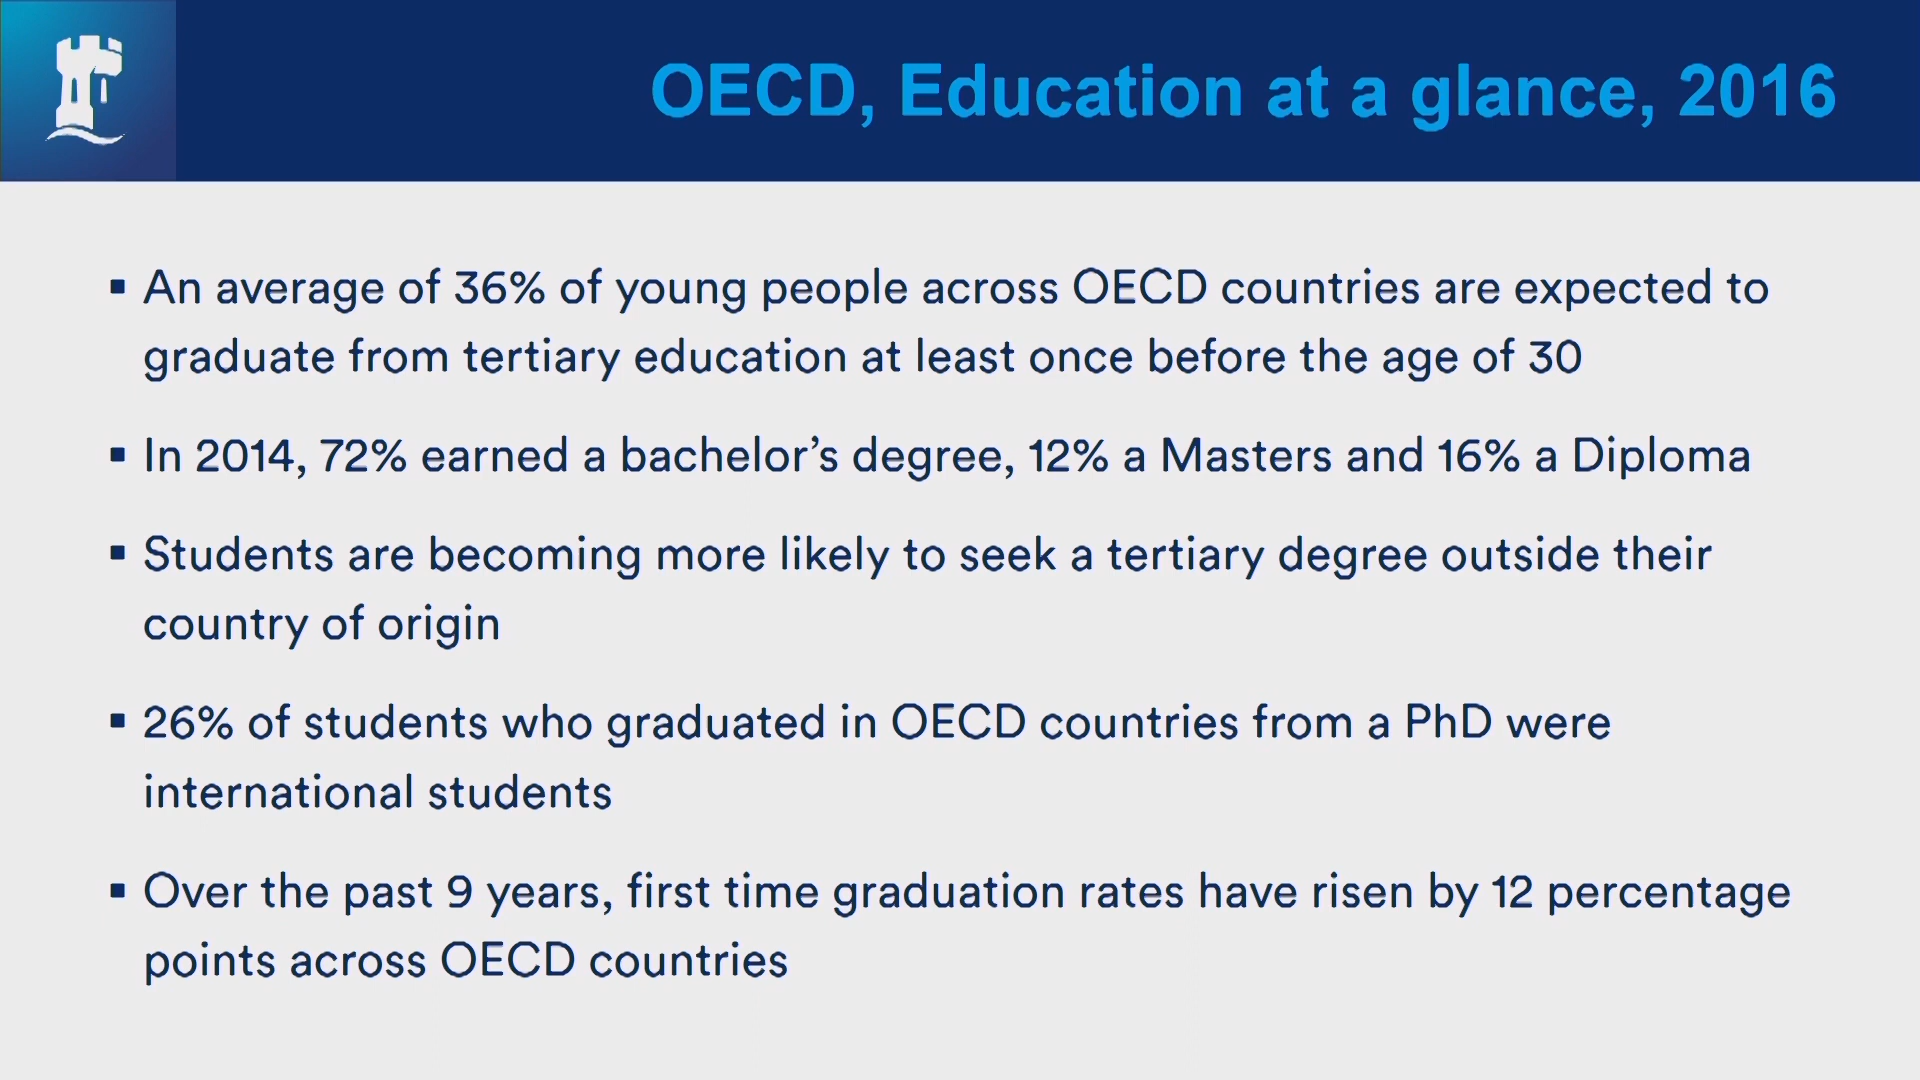 OECD, Education at a glance, 2016
▪ An average of 36% of young people across OECD countries are expected to
graduate from tertiary education at least once before the age of 30
▪ In 2014, 72% earned a bachelor’s degree, 12% a Masters and 16% a Diploma
▪ Students are becoming more likely to seek a tertiary degree outside their
country of origin
▪ 26% of students who graduated in OECD countries from a PhD were
international students
▪ Over the past 9 years, first time graduation rates have risen by 12 percentage
points across OECD countries